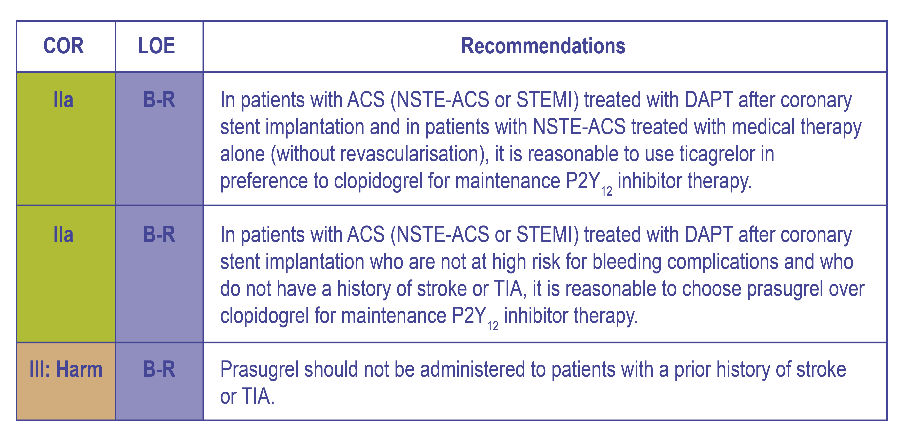 COR LOE Recommendations
IIa B-R In patients with ACS (NSTE-ACS or STEMI) treated with DAPT after coronary
stent implantation and in patients with NSTE-ACS treated with medical therapy
alone (without revascularisation), it is reasonable to use ticagrelor in
preference to clopidogrel for maintenance P2Y12 inhibitor therapy.
IIa B-R In patients with ACS (NSTE-ACS or STEMI) treated with DAPT after coronary
stent implantation who are not at high risk for bleeding complications and who
do not have a history of stroke or TIA, it is reasonable to choose prasugrel over
clopidogrel for maintenance P2Y12 inhibitor therapy.
III: Harm B-R Prasugrel should not be administered to patients with a prior history of stroke
or TIA.